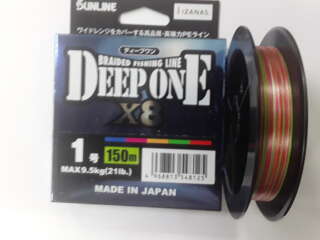 SUNLINE
IZANAS
ワイドレンジをカバーする高品質・高強力PEライン
ディープワン
BRAIDED FISHING LINE
DEEP ONE
X8
1号 150m
MAX9.5kg(21lb.)
MADE IN JAPAN